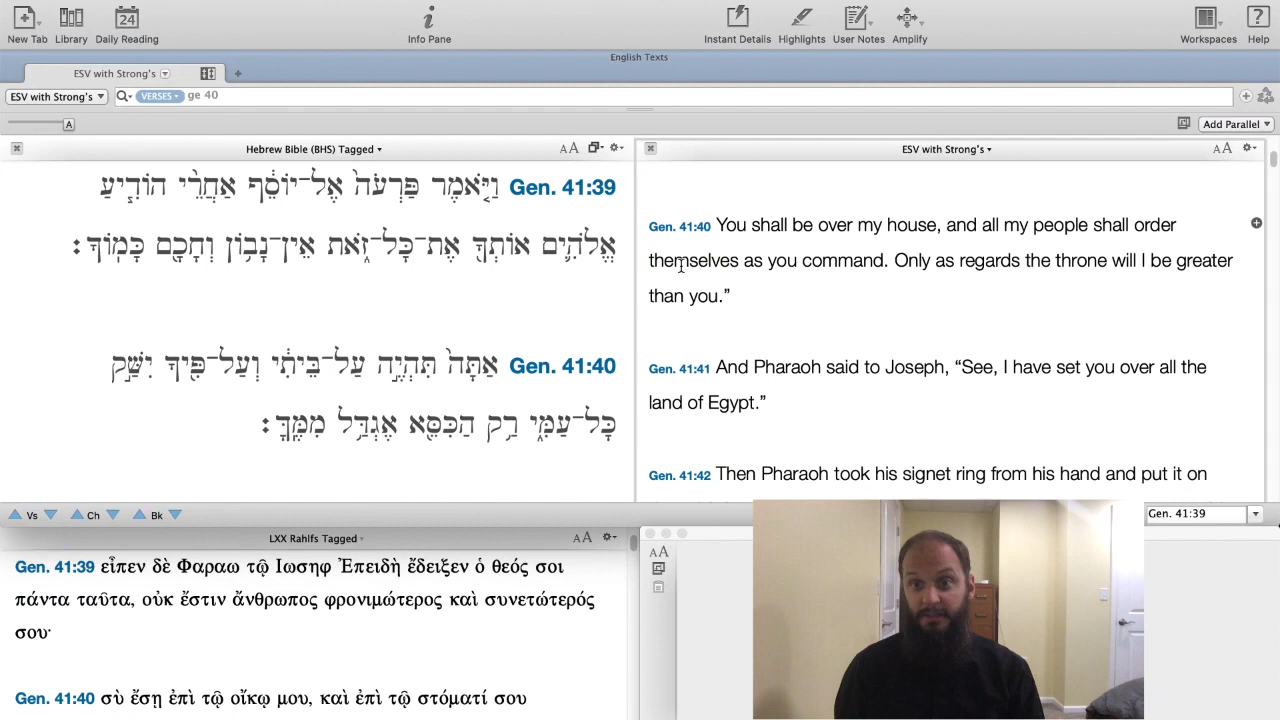 New Tab Library Daily Reading Info Pane Instant Details Highlights User Notes Amplify Workspaces Help
24
English Texts
ESV with Strong's
ESV with Strong's VERSES ge 40
A Add Parallel
Hebrew Bible (BHS) Tagged AA
Gen. 41:39 וַיֹּ֤אמֶר פַּרְעֹה֙ אֶל־יוֹסֵ֔ף אַחֲרֵ֨י הוֹדִ֧יעַ
אֱלֹהִ֛ים אוֹתְךָ֖ אֶת־כָּל־זֹ֑את אֵין־נָב֥וֹן וְחָכָ֖ם כָּמֽוֹךָ׃
Gen. 41:40 אַתָּה֙ תִּהְיֶ֣ה עַל־בֵּיתִ֔י וְעַל־פִּ֖יךָ יִשַּׁ֣ק
כָּל־עַמִּ֑י רַ֥ק הַכִּסֵּ֖א אֶגְדַּ֥ל מִמֶּֽךָּ׃
ESV with Strong's AA
Gen. 41:40 You shall be over my house, and all my people shall order
themselves as you command. Only as regards the throne will I be greater
than you.”
Gen. 41:41 And Pharaoh said to Joseph, “See, I have set you over all the
land of Egypt.”
Gen. 41:42 Then Pharaoh took his signet ring from his hand and put it on
Vs Ch Bk Gen. 41:39
LXX Rahlfs Tagged AA
Gen. 41:39 εἶπεν δὲ Φαραω τῷ Ιωσηφ Ἐπειδὴ ἔδειξεν ὁ θεός σοι
πάντα ταῦτα, οὐκ ἔστιν ἄνθρωπος φρονιμώτερος καὶ συνετώτερός
σου·
Gen. 41:40 σὺ ἔσῃ ἐπὶ τῷ οἴκῳ μου, καὶ ἐπὶ τῷ στόματί σου
AA